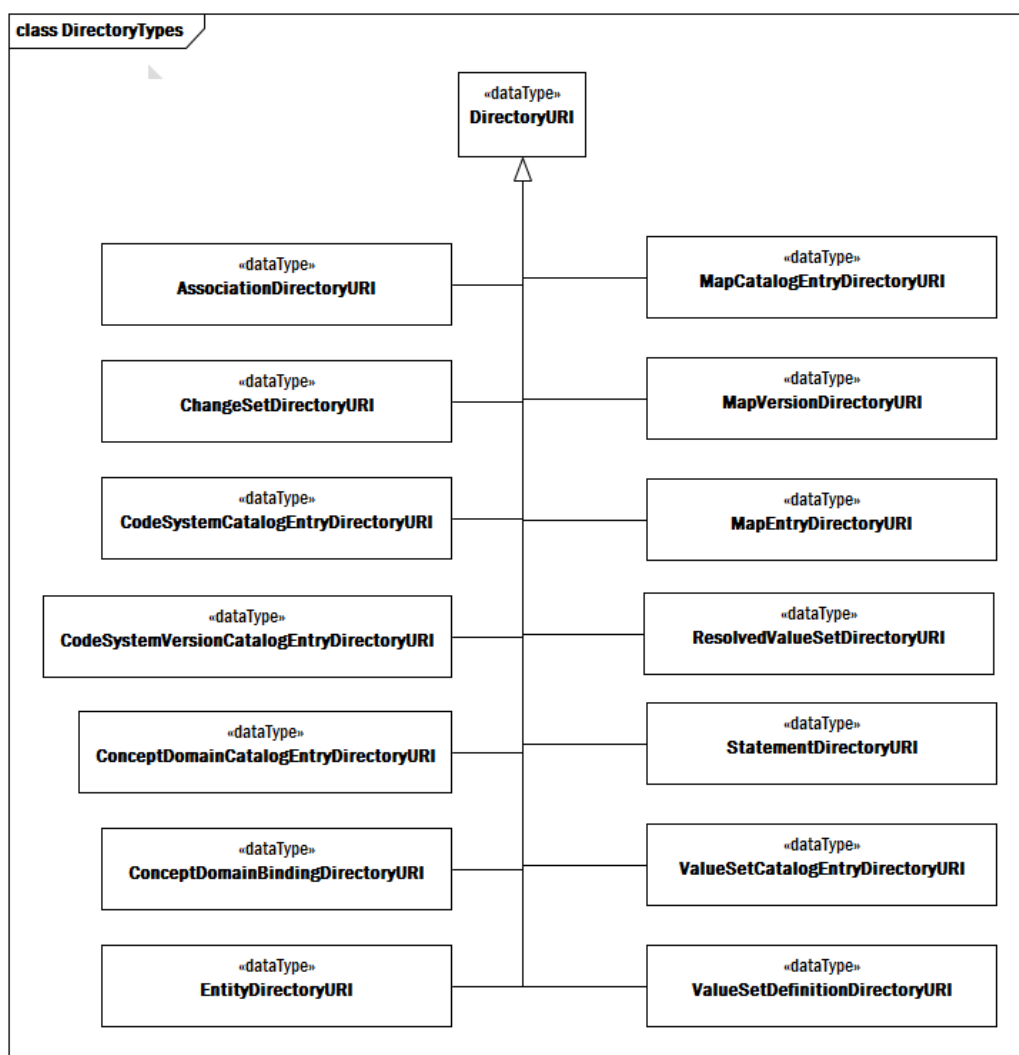 class DirectoryTypes
«dataType»
DirectoryURI
«dataType»
AssociationDirectoryURI
«dataType»
MapCatalogEntryDirectoryURI
«dataType»
ChangeSetDirectoryURI
«dataType»
MapVersionDirectoryURI
«dataType»
CodeSystemCatalogEntryDirectoryURI
«dataType»
MapEntryDirectoryURI
«dataType»
CodeSystemVersionCatalogEntryDirectoryURI
«dataType»
ResolvedValueSetDirectoryURI
«dataType»
ConceptDomainCatalogEntryDirectoryURI
«dataType»
StatementDirectoryURI
«dataType»
ConceptDomainBindingDirectoryURI
«dataType»
ValueSetCatalogEntryDirectoryURI
«dataType»
EntityDirectoryURI
«dataType»
ValueSetDefinitionDirectoryURI